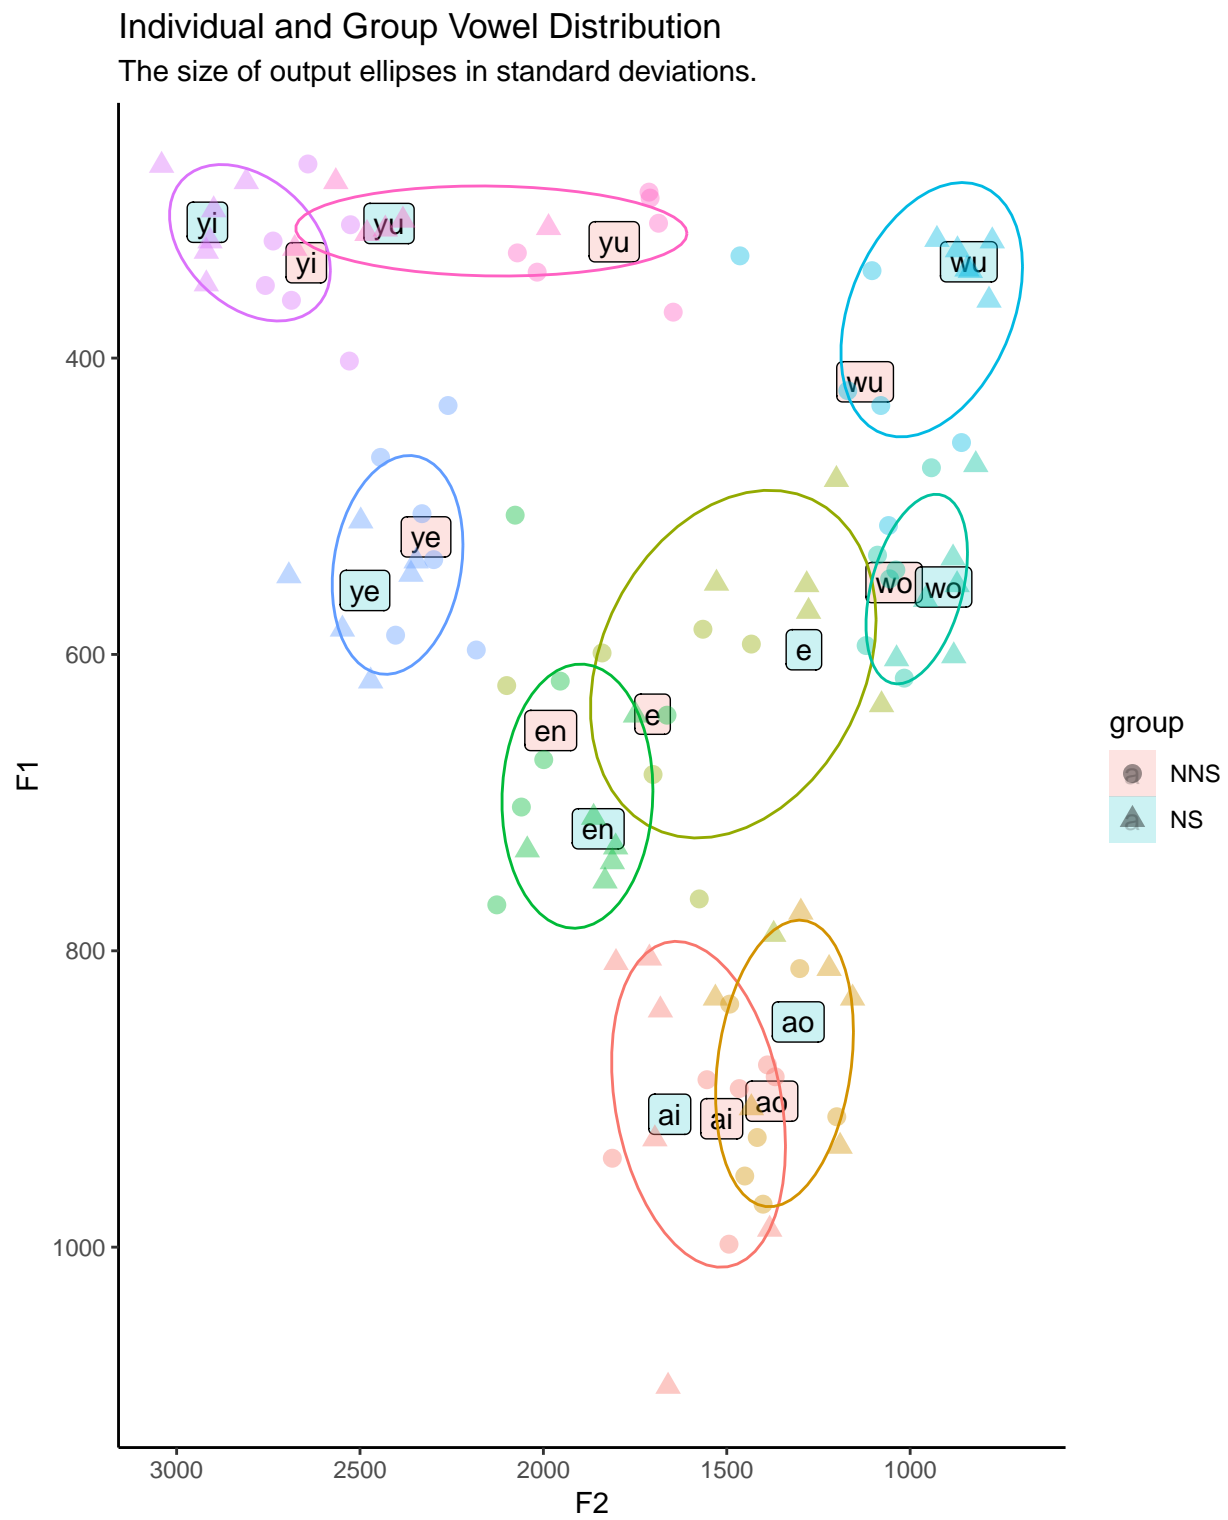 Individual and Group Vowel Distribution
The size of output ellipses in standard deviations.
yi
yu
yu
yi
wu
wu
400
ye
ye
wo
wo
e
600
e
en
en
group
a NNS
a NS
F1
800
ao
ao
ai
ai
1000
3000 2500 2000 1500 1000
F2